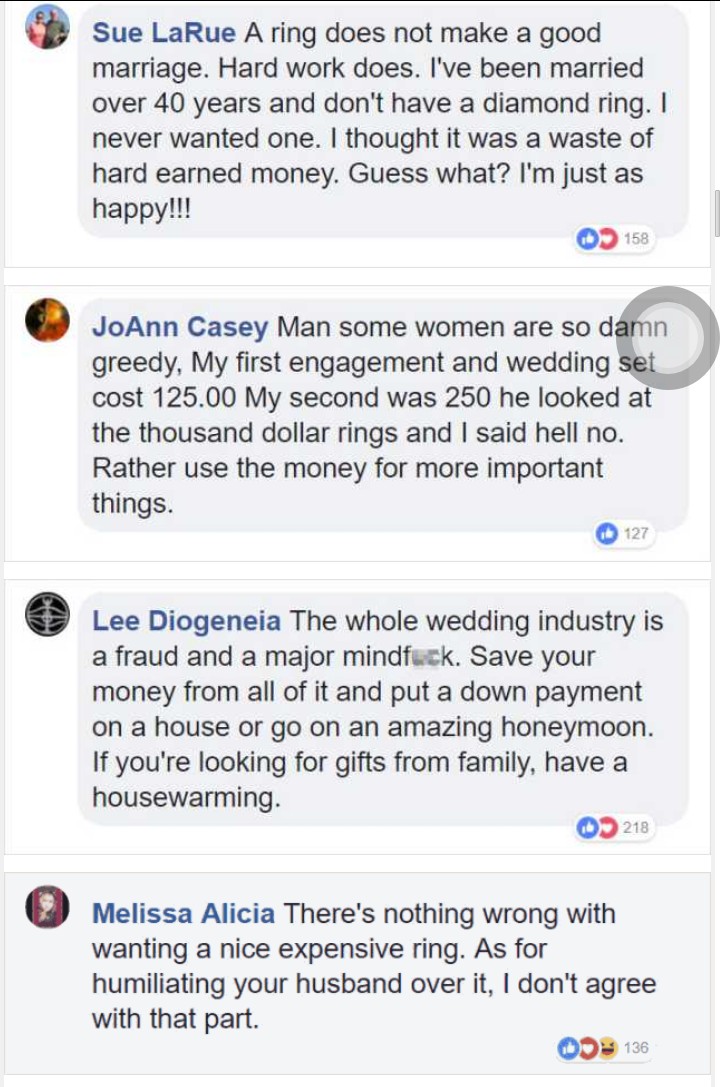 Sue LaRue A ring does not make a good
marriage. Hard work does. I've been married
over 40 years and don't have a diamond ring. I
never wanted one. I thought it was a waste of
hard earned money. Guess what? I'm just as
happy!!!
158
JoAnn Casey Man some women are so damn
greedy, My first engagement and wedding set
cost 125.00 My second was 250 he looked at
the thousand dollar rings and I said hell no.
Rather use the money for more important
things.
127
Lee Diogeneia The whole wedding industry is
a fraud and a major . Save your
money from all of it and put a down payment
on a house or go on an amazing honeymoon.
If you're looking for gifts from family, have a
housewarming.
218
Melissa Alicia There's nothing wrong with
wanting a nice expensive ring. As for
humiliating your husband over it, I don't agree
with that part.
136